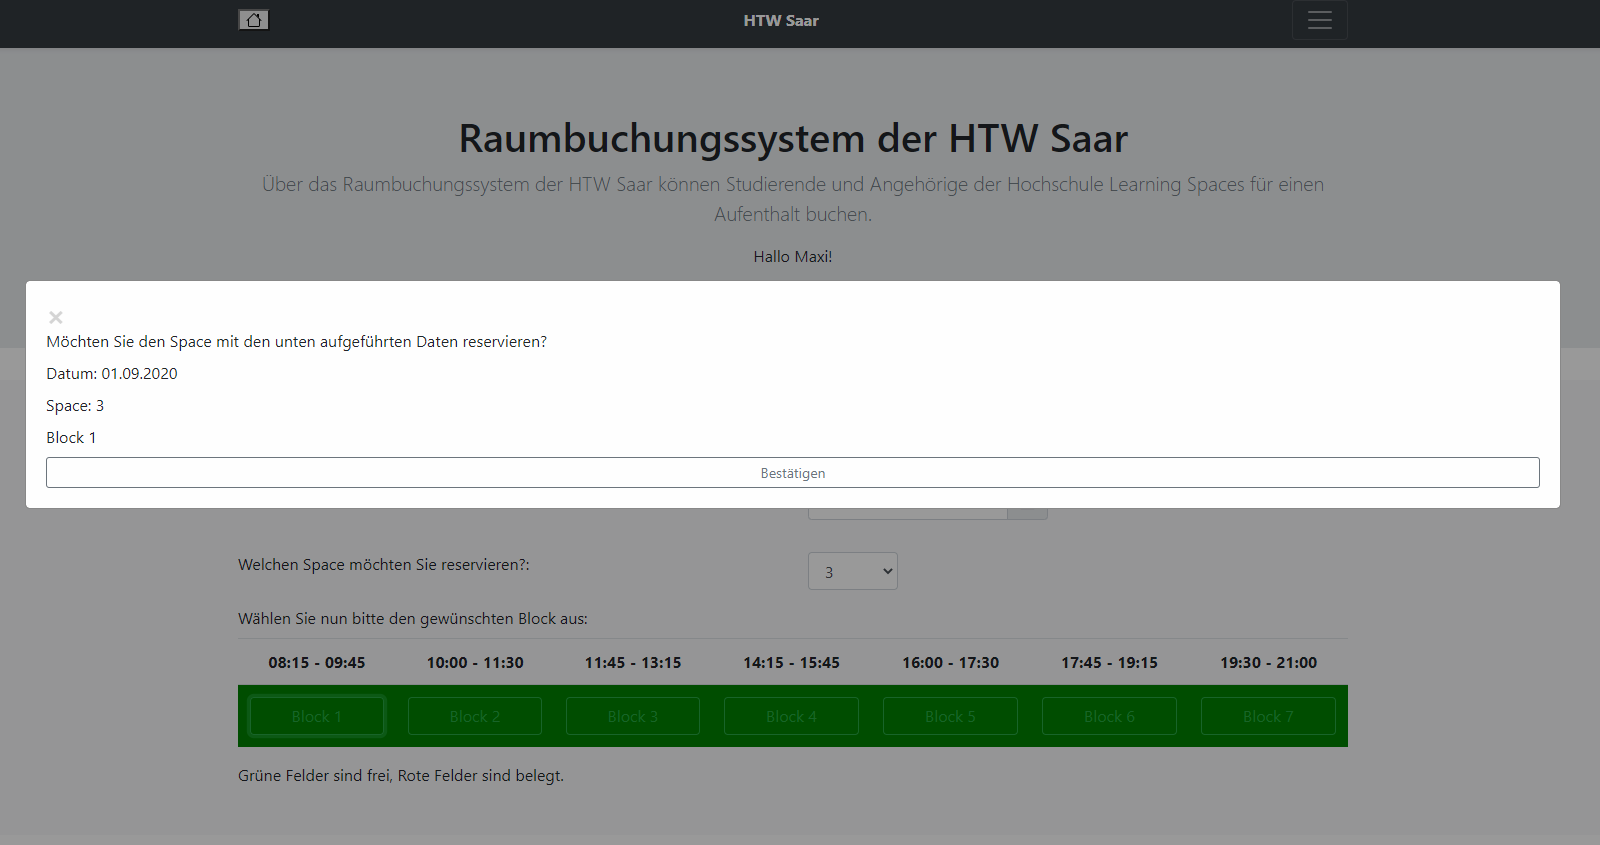 HTW Saar
Raumbuchungssystem der HTW Saar
Über das Raumbuchungssystem der HTW Saar können Studierende und Angehörige der Hochschule Learning Spaces für einen
Aufenthalt buchen.
Hallo Maxi!
×
Möchten Sie den Space mit den unten aufgeführten Daten reservieren?
Datum: 01.09.2020
Space: 3
Block 1
Bestätigen
Welchen Space möchten Sie reservieren?: 3
Wählen Sie nun bitte den gewünschten Block aus:
08:15 - 09:45 10:00 - 11:30 11:45 - 13:15 14:15 - 15:45 16:00 - 17:30 17:45 - 19:15 19:30 - 21:00
Block 1 Block 2 Block 3 Block 4 Block 5 Block 6 Block 7
Grüne Felder sind frei, Rote Felder sind belegt.